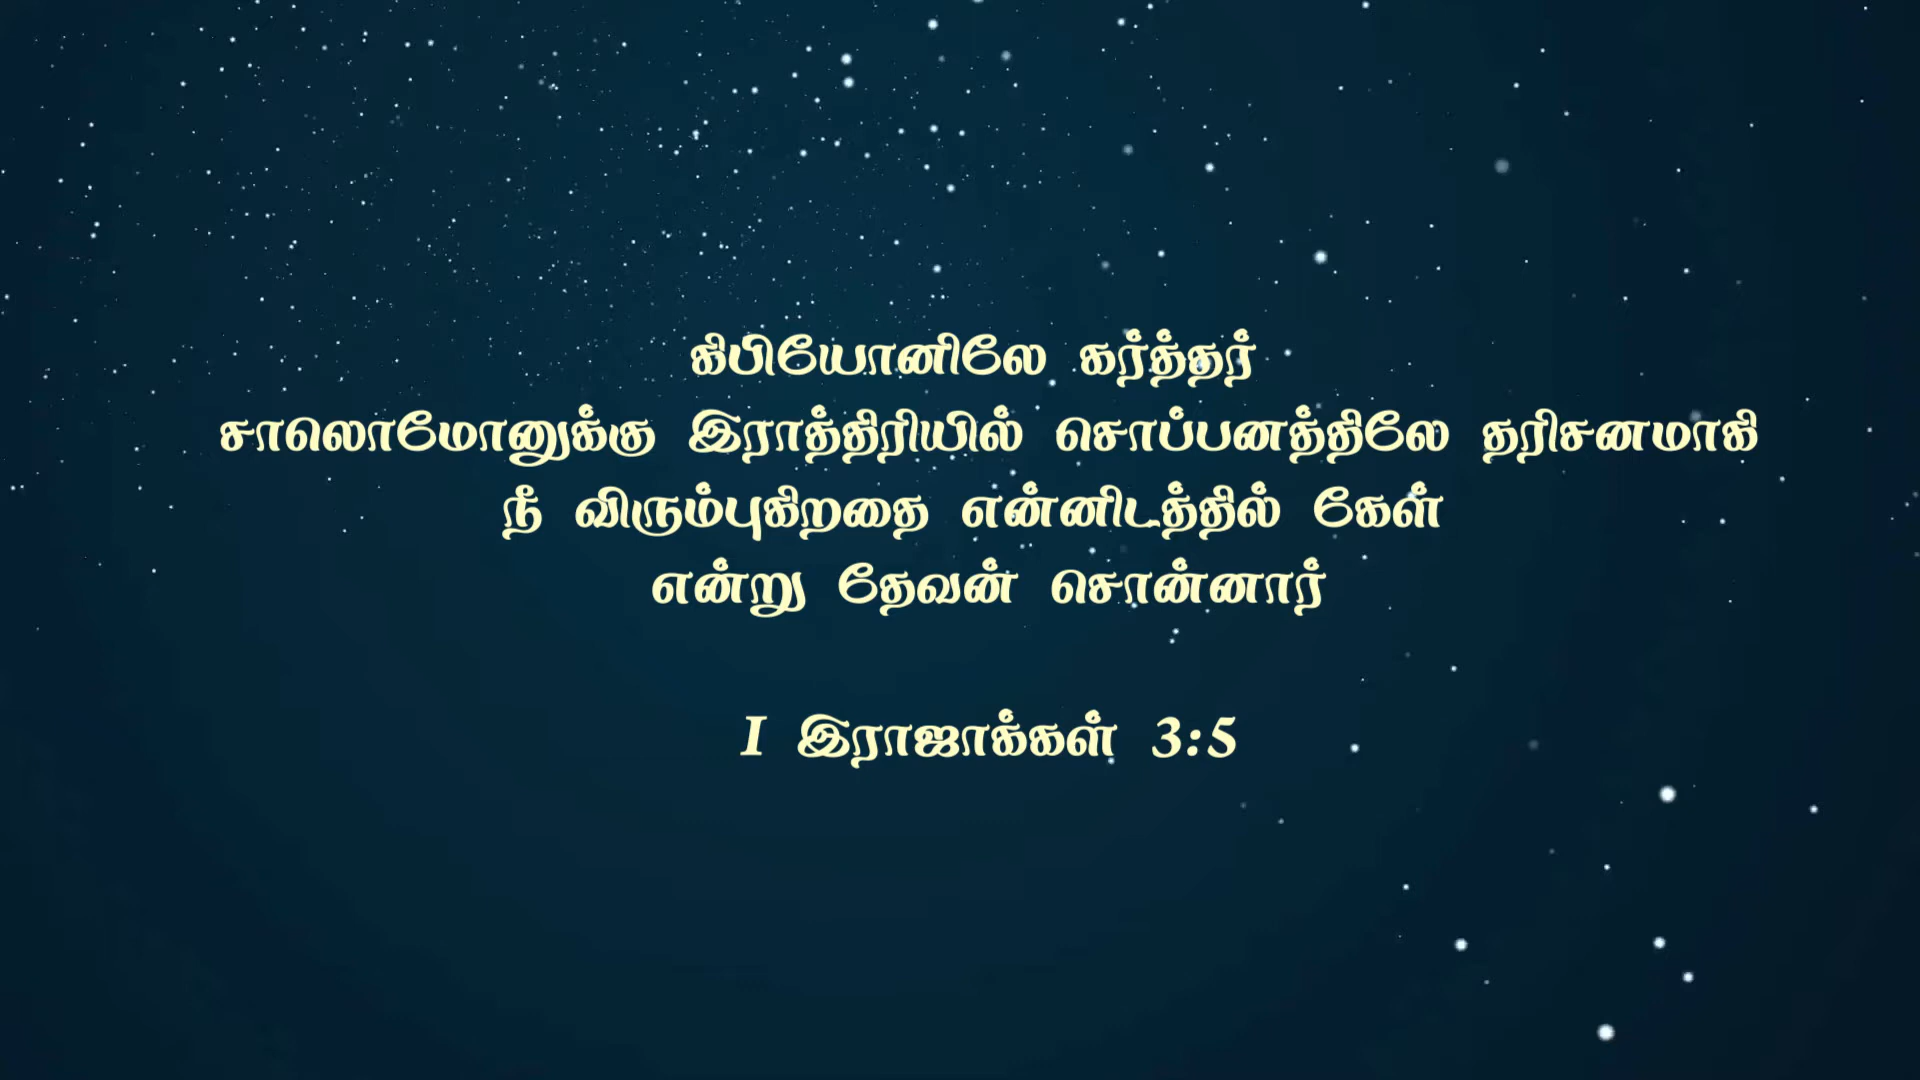 கிபியோனிலே கர்த்தர்
சாலொமோனுக்கு இராத்திரியில் சொப்பனத்திலே தரிசனமாகி
நீ விரும்புகிறதை என்னிடத்தில் கேள்
என்று தேவன் சொன்னார்
I இராஜாக்கள் 3:5